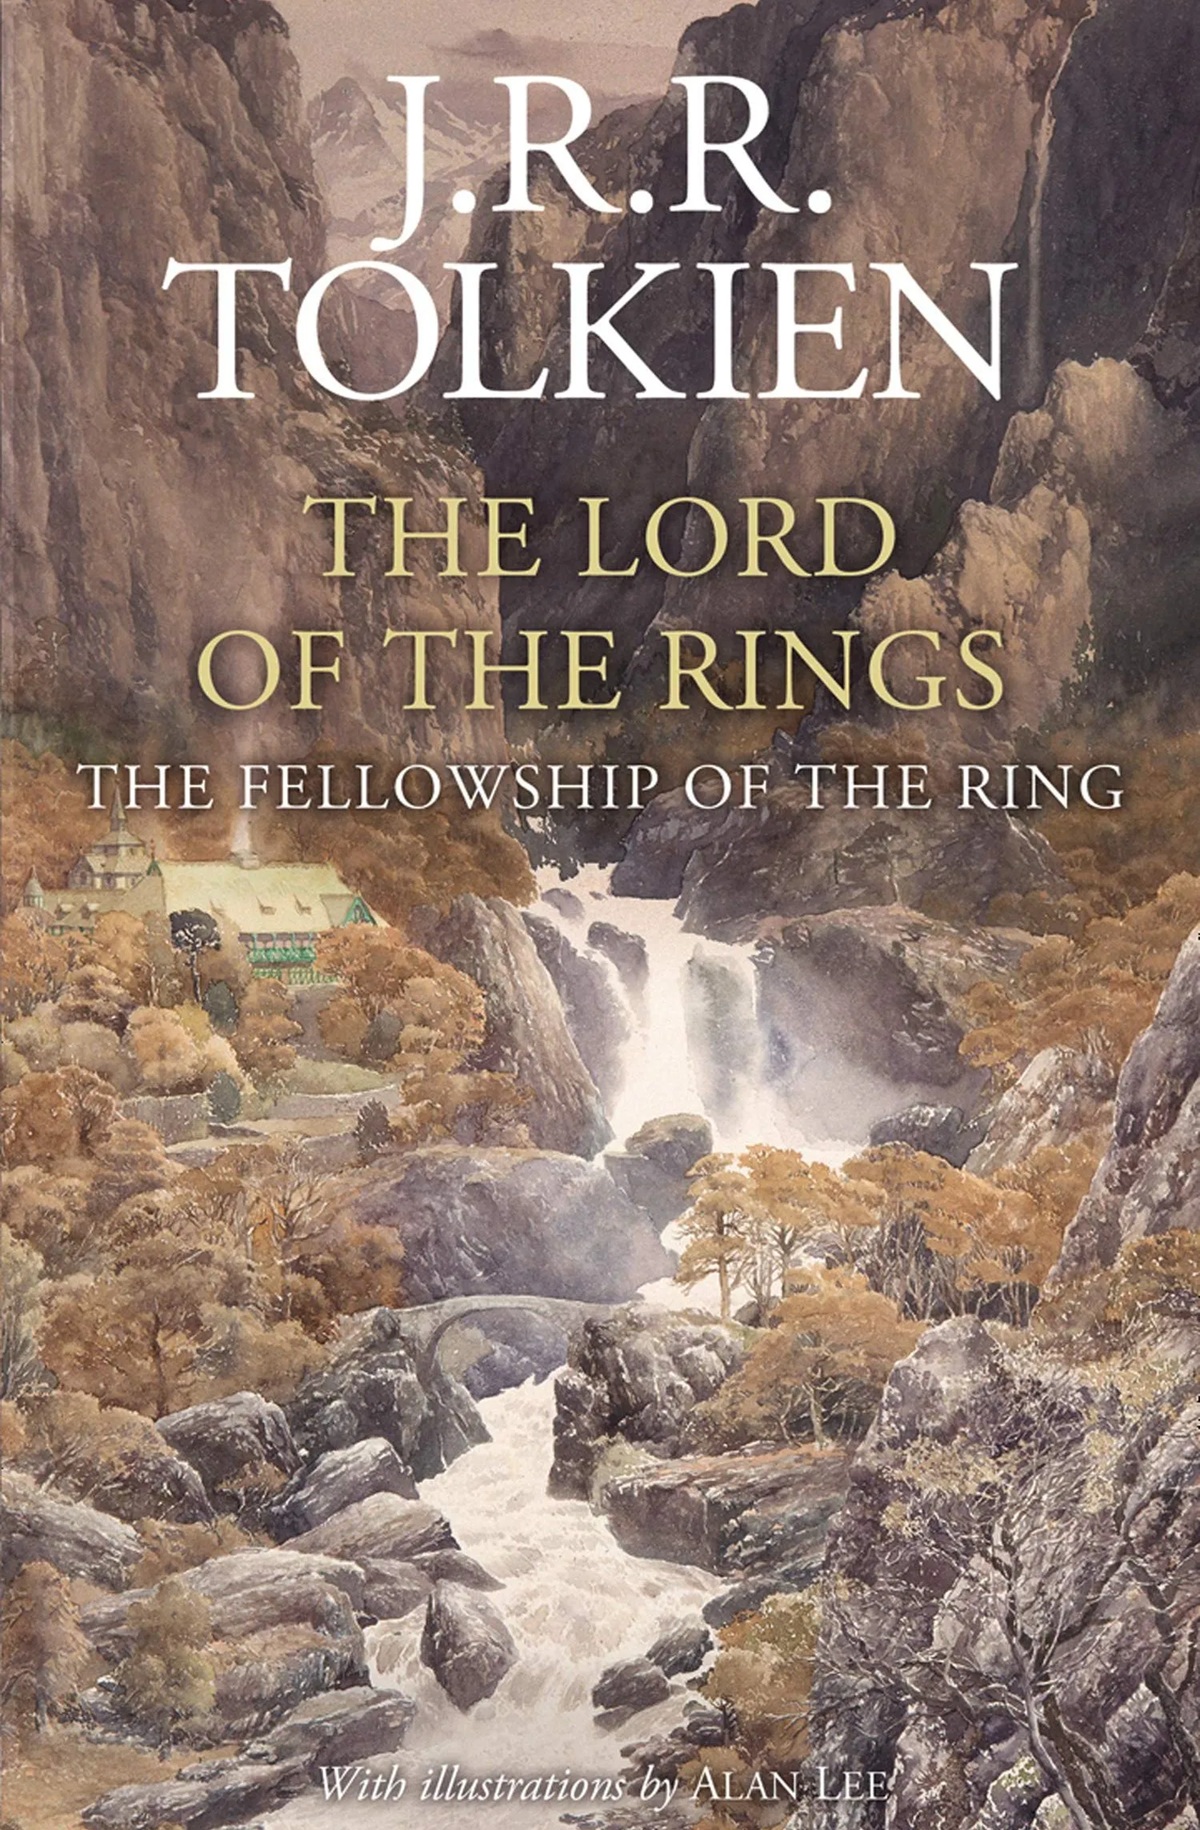 J.R.R.
TOLKIEN
THE LORD
OF THE RINGS
THE FELLOWSHIP OF THE RING
With illustrations by ALAN LEE